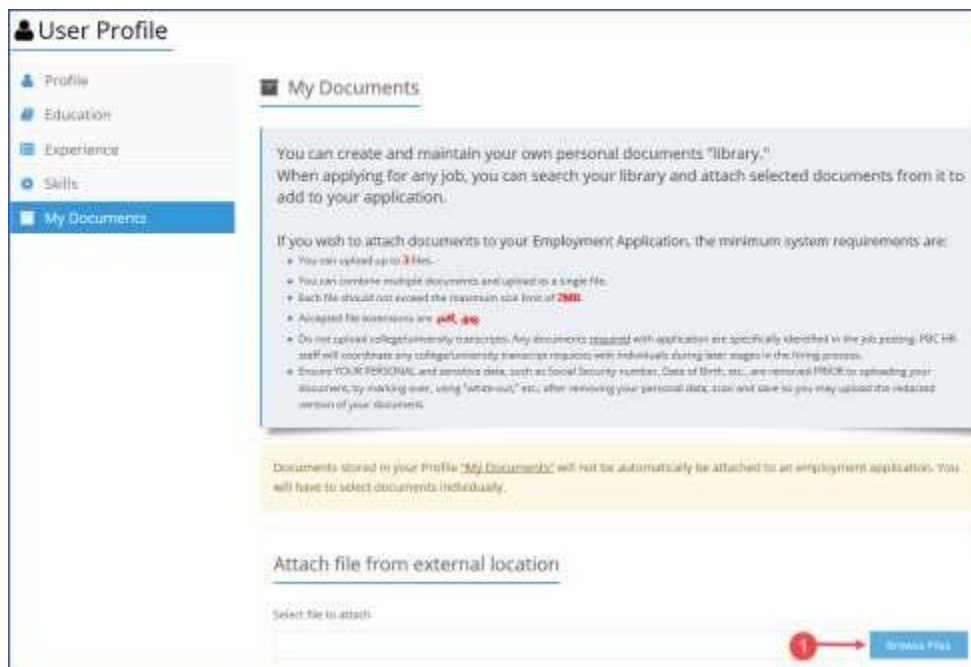 User Profile
Profile
Education
Experience
Skills
My Documents
My Documents
You can create and maintain your own personal documents "library."
When applying for any job, you can search your library and attach selected documents from it to
add to your application.
If you wish to attach documents to your Employment Application, the minimum system requirements are:
You can upload up to 3 files.
You can combine multiple documents and upload as a single file.
Each file should not exceed the maximum size limit of 2MB.
Accepted file extensions are .pdf, .jpg
Do not upload college/university transcripts. Any documents required with application are specifically identified in the job posting. PBC HR
staff will coordinate any college/university transcript requests with individuals during later stages in the hiring process.
Ensure YOUR PERSONAL and sensitive data, such as Social Security number, Date of Birth, etc., are removed PRIOR to uploading your
document, by marking over, using "white-out," etc., after removing your personal data, scan and save so you may upload the redacted
version of your document.
Documents stored in your Profile "My Documents" will not be automatically be attached to an employment application. You
will have to select documents individually.
Attach file from external location
Select file to attach
1
Browse Files